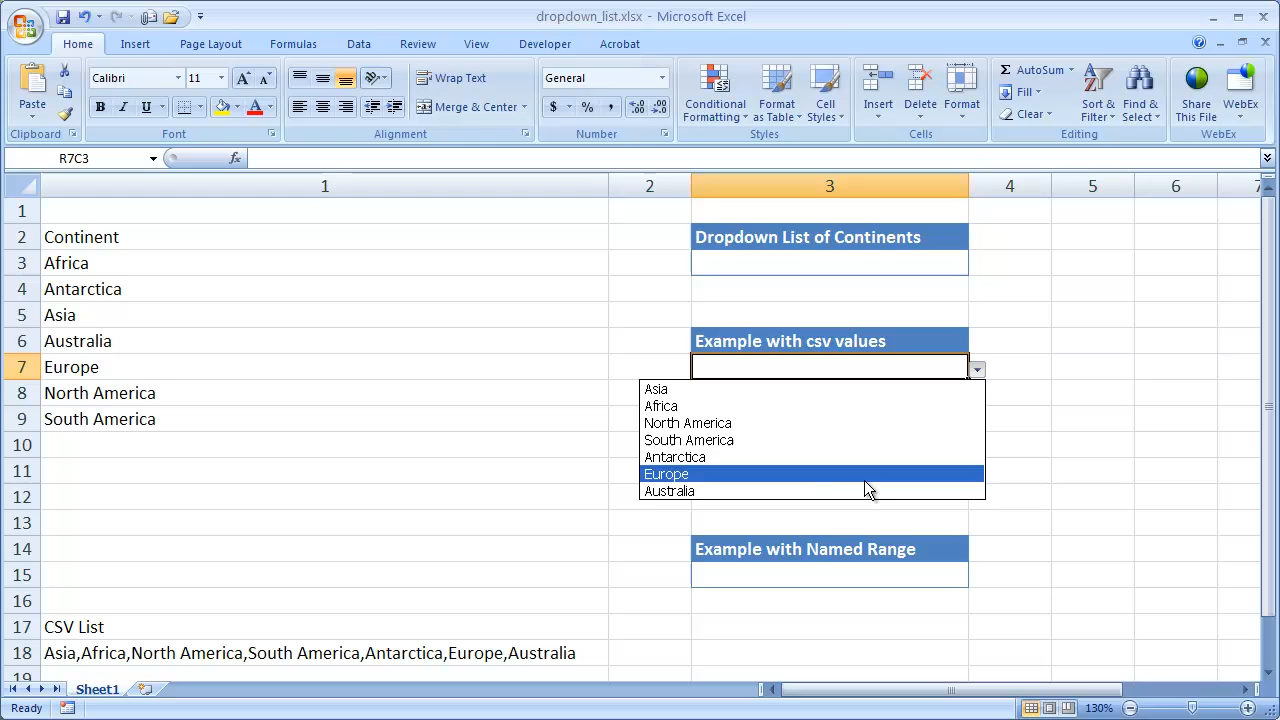 dropdown_list.xlsx - Microsoft Excel
Home Insert Page Layout Formulas Data Review View Developer Acrobat
Paste
Clipboard
Calibri 11
B I U
Font
Wrap Text
Merge & Center
Alignment
General
$ % ,
Number
Conditional Formatting
Format as Table
Cell Styles
Styles
Insert Delete Format
Cells
AutoSum
Fill
Clear
Sort & Filter
Find & Select
Editing
Share This File
WebEx
WebEx
R7C3 fx
1 2 3 4 5 6 7
1
2 Continent Dropdown List of Continents
3 Africa
4 Antarctica
5 Asia
6 Australia Example with csv values
7 Europe
8 North America
9 South America
Asia
Africa
North America
South America
Antarctica
Europe
Australia
10
11
12
13
14 Example with Named Range
15
16
17 CSV List
18 Asia,Africa,North America,South America,Antarctica,Europe,Australia
19
Sheet1
Ready 130%